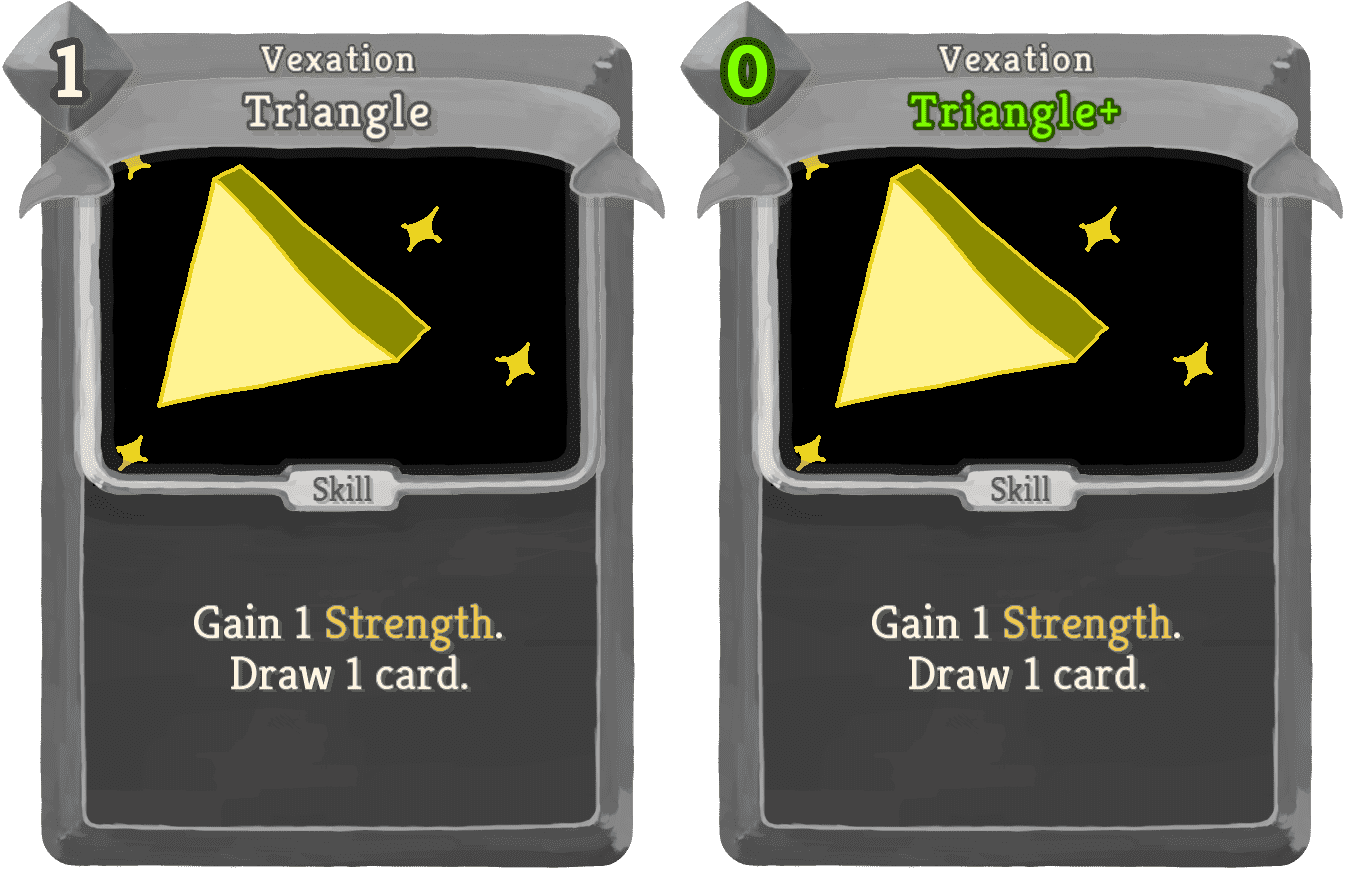 1
Vexation
Triangle
Skill
Gain 1 Strength.
Draw 1 card.
0
Vexation
Triangle+
Skill
Gain 1 Strength.
Draw 1 card.